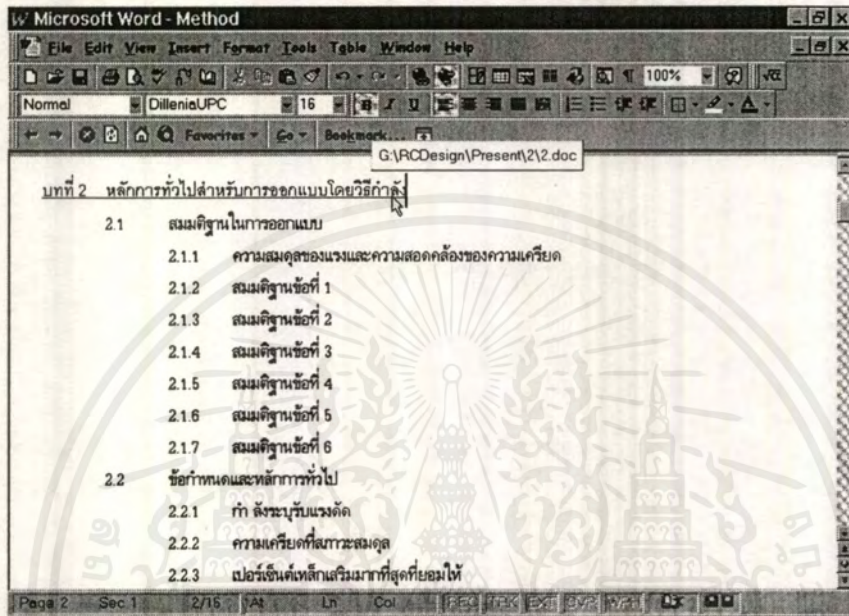 Microsoft Word - Method
File Edit View Insert Format Tools Table Window Help
100%
Normal DilleniaUPC 16
Favorites Go Bookmark...
G:\RCDesign\Present\2\2.doc
บทที่ 2 หลักการทั่วไปสำหรับการออกแบบโดยวิธีกำลัง
2.1 สมมติฐานในการออกแบบ
2.1.1 ความสมดุลของแรงและความสอดคล้องของความเครียด
2.1.2 สมมติฐานข้อที่ 1
2.1.3 สมมติฐานข้อที่ 2
2.1.4 สมมติฐานข้อที่ 3
2.1.5 สมมติฐานข้อที่ 4
2.1.6 สมมติฐานข้อที่ 5
2.1.7 สมมติฐานข้อที่ 6
2.2 ข้อกำหนดและหลักการทั่วไป
2.2.1 กำ ลังระบุรับแรงดัด
2.2.2 ความเครียดที่สภาวะสมดุล
2.2.3 เปอร์เซ็นต์เหล็กเสริมมากที่สุดที่ยอมให้
Page 2 Sec 1 2/15 At Ln Col REC TRK EXT OVR WPH